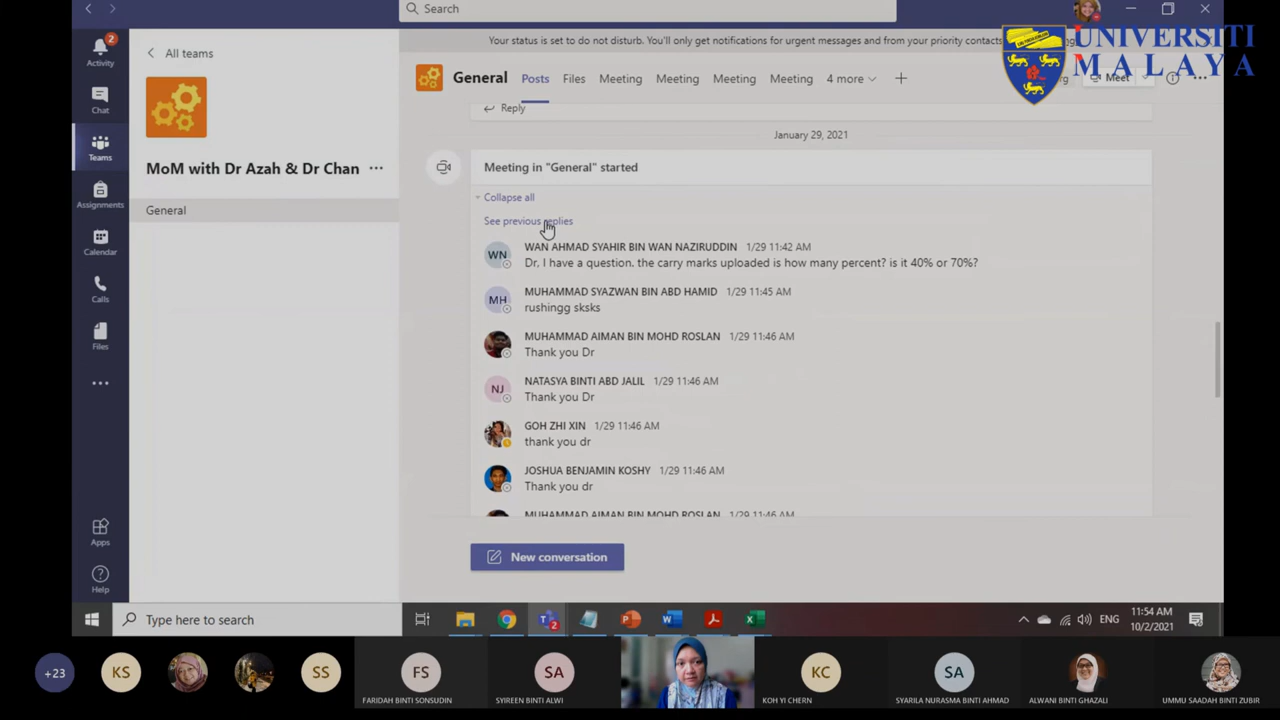 Search
UNIVERSITI
MALAYA
Your status is set to do not disturb. You'll only get notifications for urgent messages and from your priority contacts.
2
Activity
Chat
Teams
Assignments
Calendar
Calls
Files
Apps
Help
All teams
MoM with Dr Azah & Dr Chan
General
General Posts Files Meeting Meeting Meeting Meeting 4 more
Meet
Reply
January 29, 2021
Meeting in "General" started
Collapse all
See previous replies
WN
WAN AHMAD SYAHIR BIN WAN NAZIRUDDIN 1/29 11:42 AM
Dr, I have a question. the carry marks uploaded is how many percent? is it 40% or 70%?
MH
MUHAMMAD SYAZWAN BIN ABD HAMID 1/29 11:45 AM
rushingg sksks
MUHAMMAD AIMAN BIN MOHD ROSLAN 1/29 11:46 AM
Thank you Dr
NJ
NATASYA BINTI ABD JALIL 1/29 11:46 AM
Thank you Dr
GOH ZHI XIN 1/29 11:46 AM
thank you dr
JOSHUA BENJAMIN KOSHY 1/29 11:46 AM
Thank you dr
MUHAMMAD AIMAN BIN MOHD ROSLAN 1/29 11:46 AM
New conversation
Type here to search
2
ENG
11:54 AM
10/2/2021
+23
KS
SS
FS
FARIDAH BINTI SONSUDIN
SA
SYIREEN BINTI ALWI
KC
KOH YI CHERN
SA
SYARILA NURASMA BINTI AHMAD
ALWANI BINTI GHAZALI
UMMU SAADAH BINTI ZUBIR